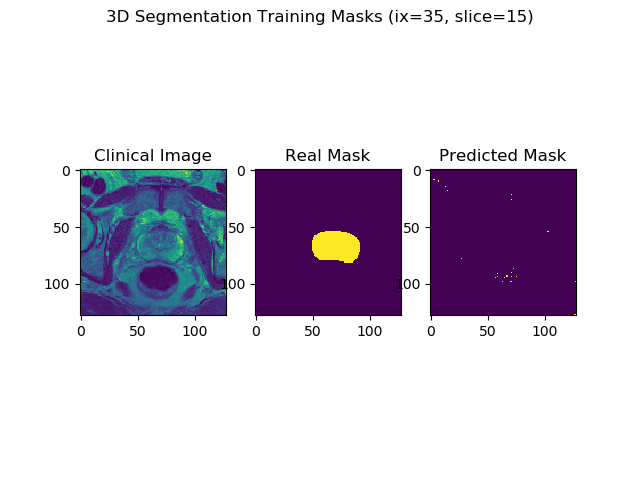 3D Segmentation Training Masks (ix=35, slice=15)
Clinical Image Real Mask Predicted Mask
0 0 0
50 50 50
100 100 100
0 50 100 0 50 100 0 50 100